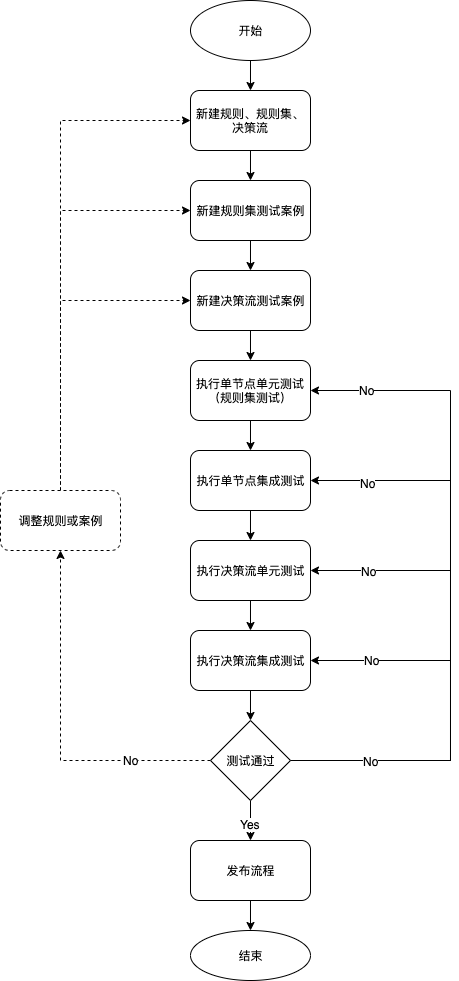 开始
新建规则、规则集、
决策流
新建规则集测试案例
新建决策流测试案例
执行单节点单元测试
（规则集测试）
No
执行单节点集成测试
No
调整规则或案例
执行决策流单元测试
No
执行决策流集成测试
No
No
测试通过
No
Yes
发布流程
结束